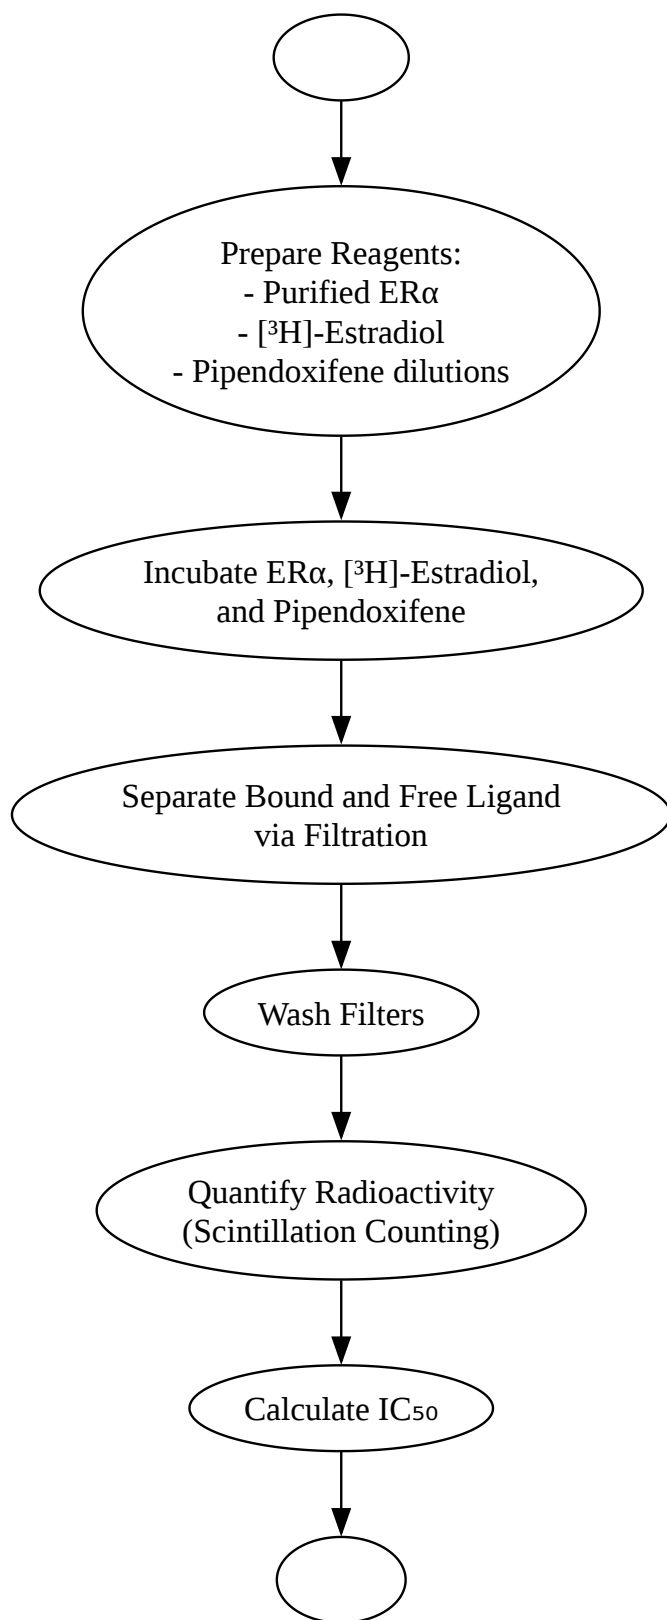 Prepare Reagents:
- Purified ERα
- [³H]-Estradiol
- Pipendoxifene dilutions
Incubate ERα, [³H]-Estradiol,
and Pipendoxifene
Separate Bound and Free Ligand
via Filtration
Wash Filters
Quantify Radioactivity
(Scintillation Counting)
Calculate IC₅₀